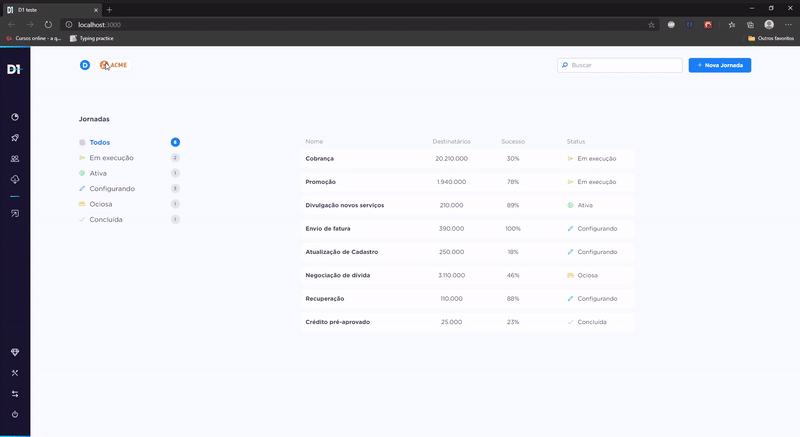 D1 D1 teste
localhost:3000
Cursos online - a q...
Typing practice
Outros favoritos
D1
D
ACME
Buscar
+ Nova Jornada
Jornadas
Todos
Em execução 2
Ativa 1
Configurando 3
Ociosa 1
Concluída 1
Nome Destinatários Sucesso Status
Cobrança 20.210.000 30% Em execução
Promoção 1.940.000 78% Em execução
Divulgação novos serviços 210.000 89% Ativa
Envio de fatura 390.000 100% Configurando
Atualização de Cadastro 250.000 18% Configurando
Negociação de dívida 3.110.000 46% Ociosa
Recuperação 110.000 88% Configurando
Crédito pré-aprovado 25.000 23% Concluída